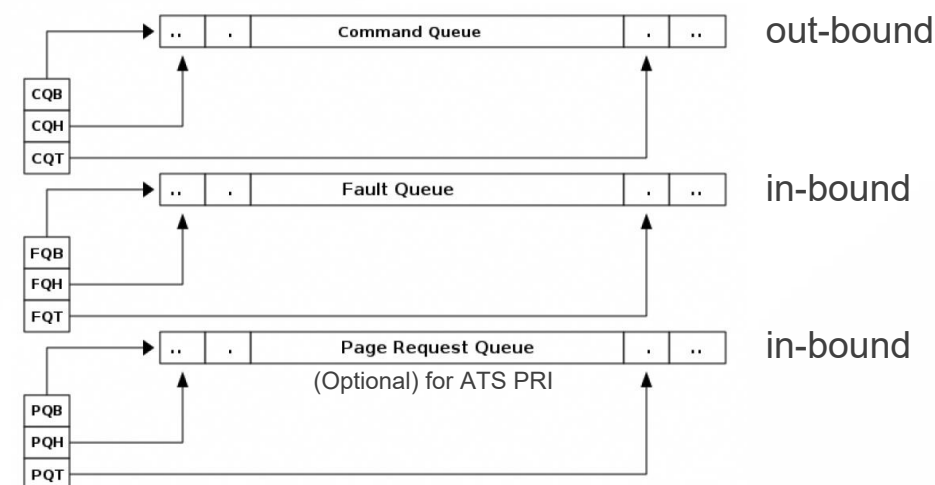 .. . Command Queue . .. out-bound
CQB
CQH
CQT
.. . Fault Queue . .. in-bound
FQB
FQH
FQT
.. . Page Request Queue . .. in-bound
(Optional) for ATS PRI
PQB
PQH
PQT